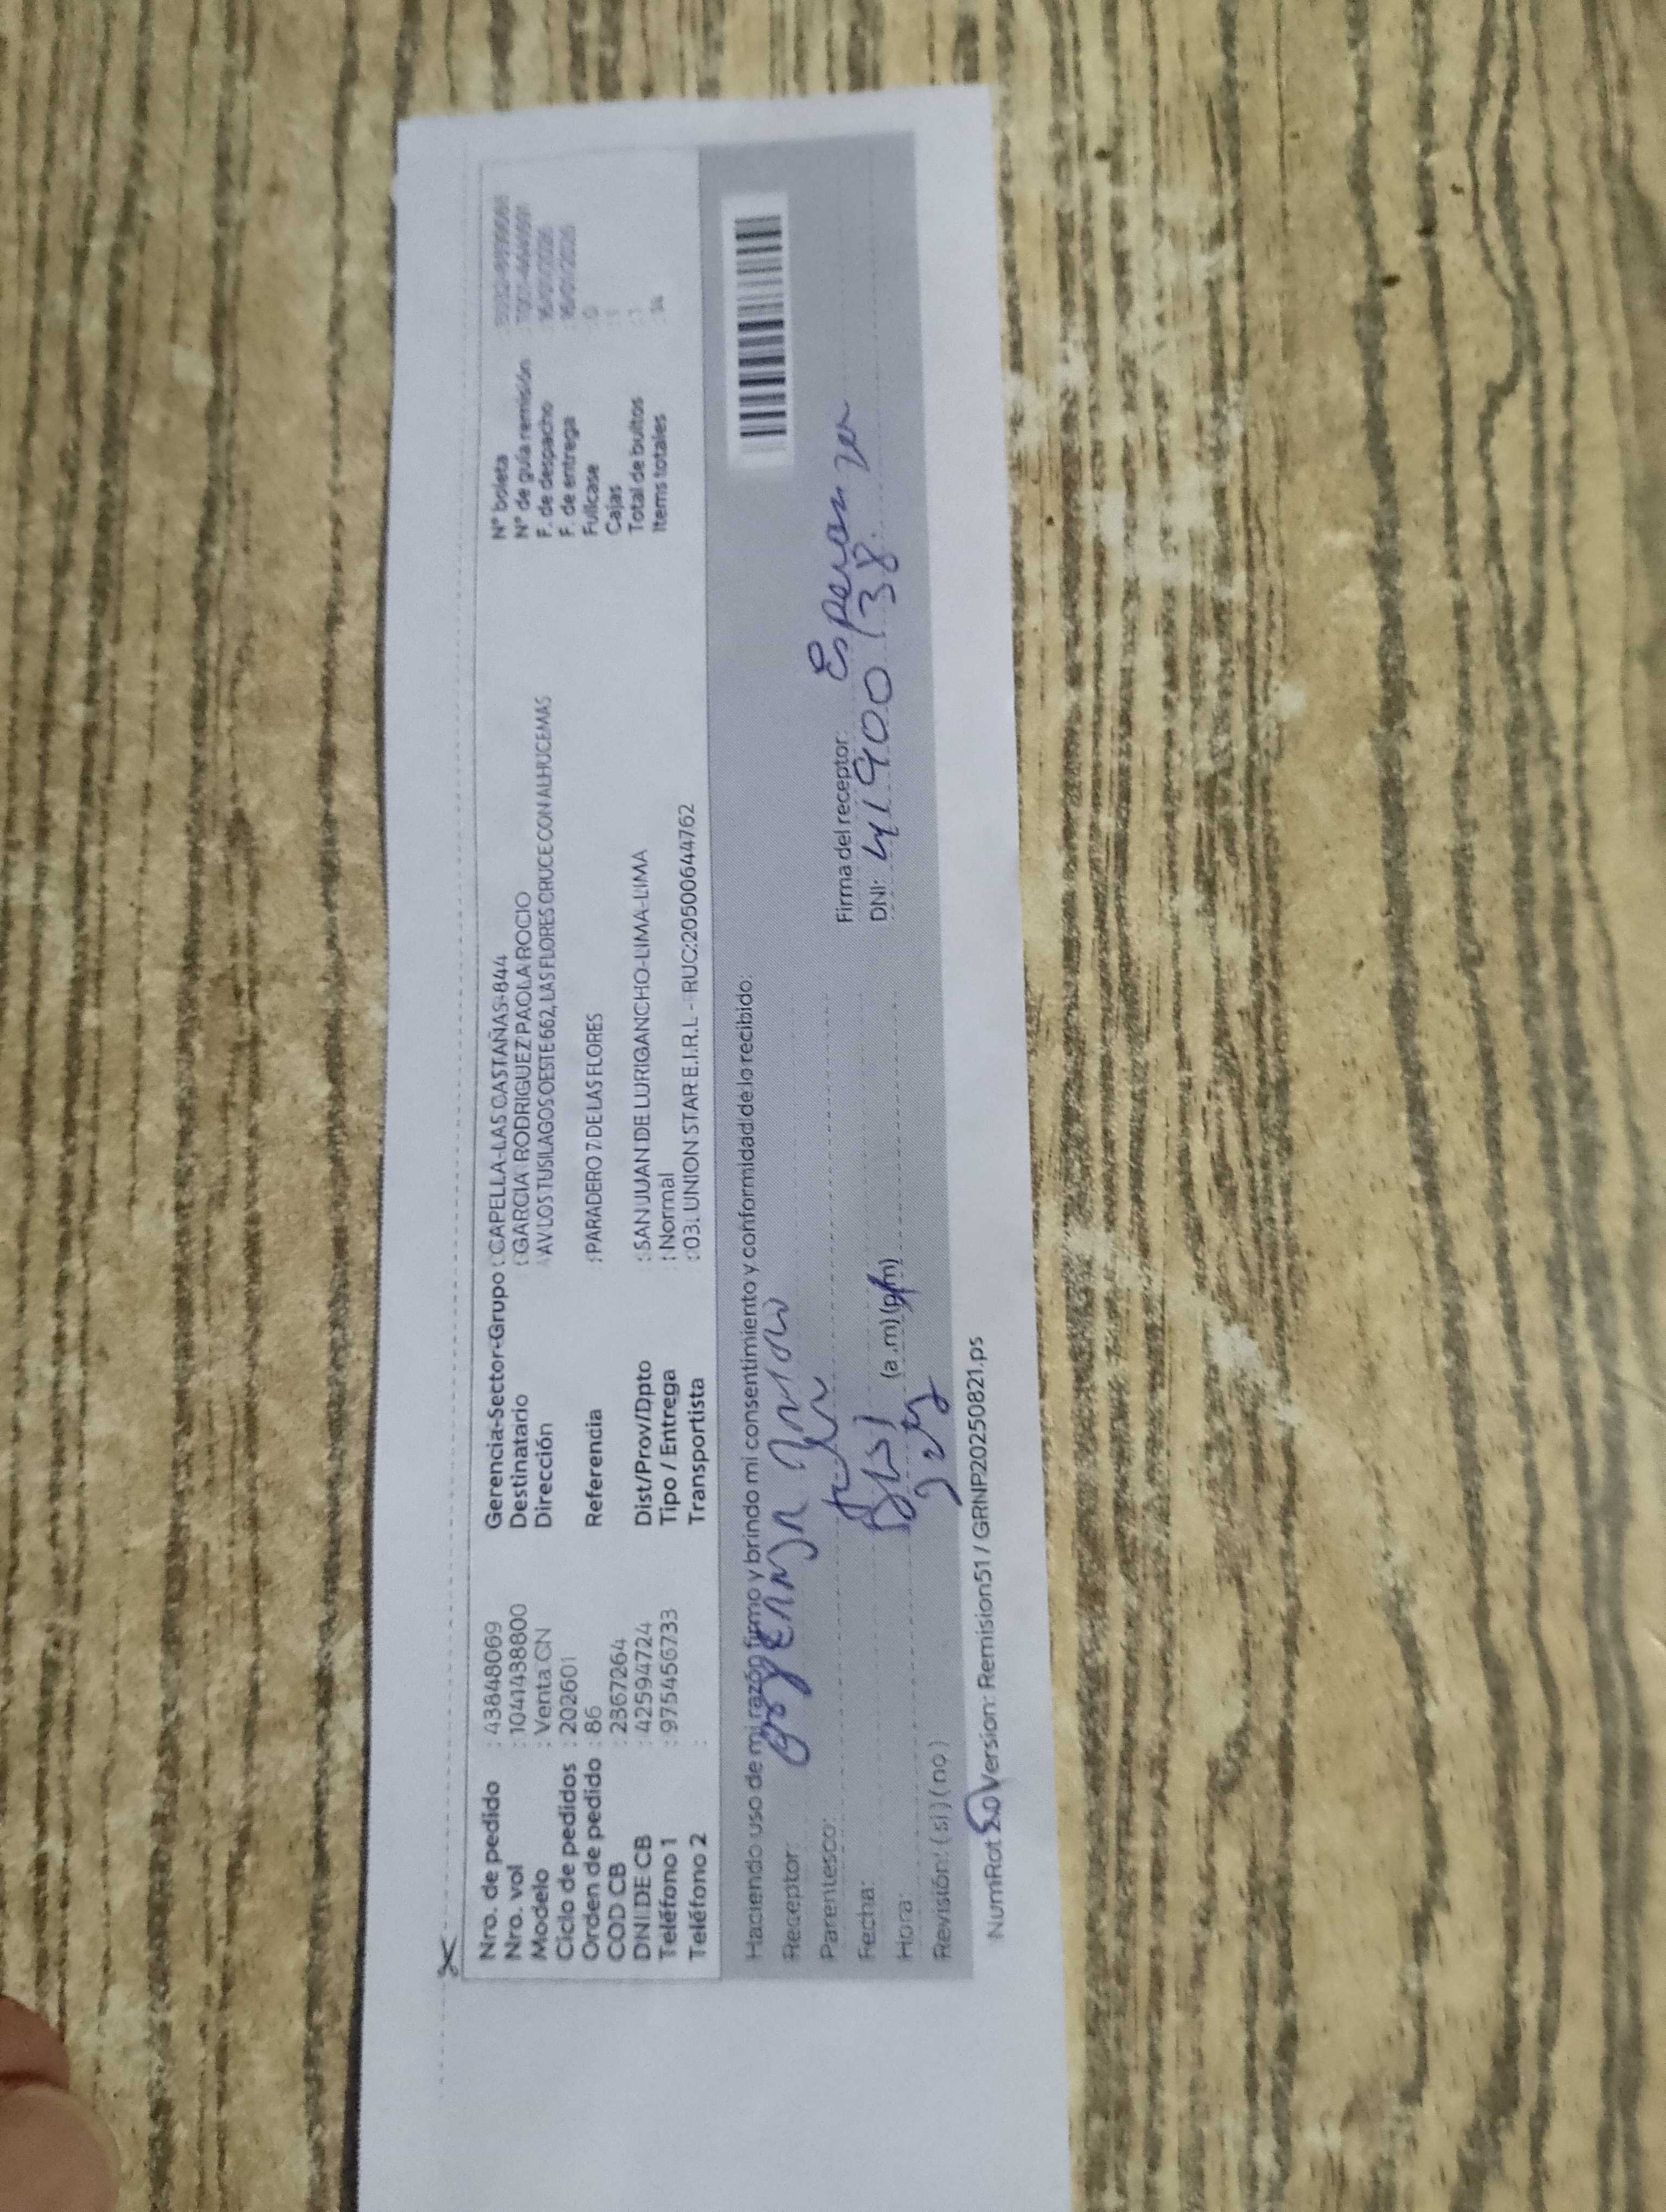 Nro. de pedido : 43848069
Nro. vol : 1041438800
Modelo : Venta CN
Ciclo de pedidos : 202601
Orden de pedido : 86
COD CB : 2367264
DNI DE CB : 42594724
Teléfono 1 : 975456733
Teléfono 2 :
Gerencia-Sector-Grupo : CAPELLA-LAS CASTAÑAS-844
Destinatario : GARCIA RODRIGUEZ PAOLA ROCIO
Dirección : AV LOS TUSILAGOS OESTE 662, LAS FLORES CRUCE CON ALHUCEMAS
Referencia : PARADERO 7 DE LAS FLORES
Dist/Prov/Dpto : SAN JUAN DE LURIGANCHO-LIMA-LIMA
Tipo / Entrega : Normal
Transportista : 03. UNION STAR E.I.R.L - RUC:20500644762
N° boleta
N° de guía remisión
F. de despacho
F. de entrega
Fullcase : 0
Cajas
Total de bultos
Items totales
Haciendo uso de mi razón firmo y brindo mi consentimiento y conformidad de lo recibido:
Receptor:
Parentesco:
Fecha:
Hora: (a.m) (p.m)
Revisión: (si) (no)
Firma del receptor: Esperanza
DNI: 41900138
NumRot Version: Remision51 / GRNP20250821.ps